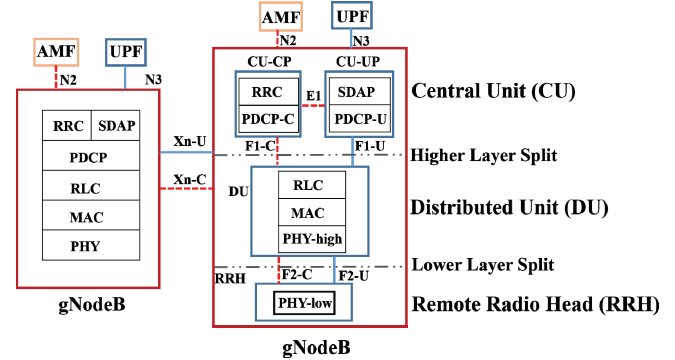 AMF
UPF
N2
N3
RRC
SDAP
PDCP
RLC
MAC
PHY
gNodeB
Xn-U
Xn-C
AMF
UPF
N2
N3
CU-CP
CU-UP
RRC
PDCP-C
E1
SDAP
PDCP-U
Central Unit (CU)
F1-C
F1-U
Higher Layer Split
DU
RLC
MAC
PHY-high
Distributed Unit (DU)
F2-C
F2-U
Lower Layer Split
RRH
PHY-low
Remote Radio Head (RRH)
gNodeB